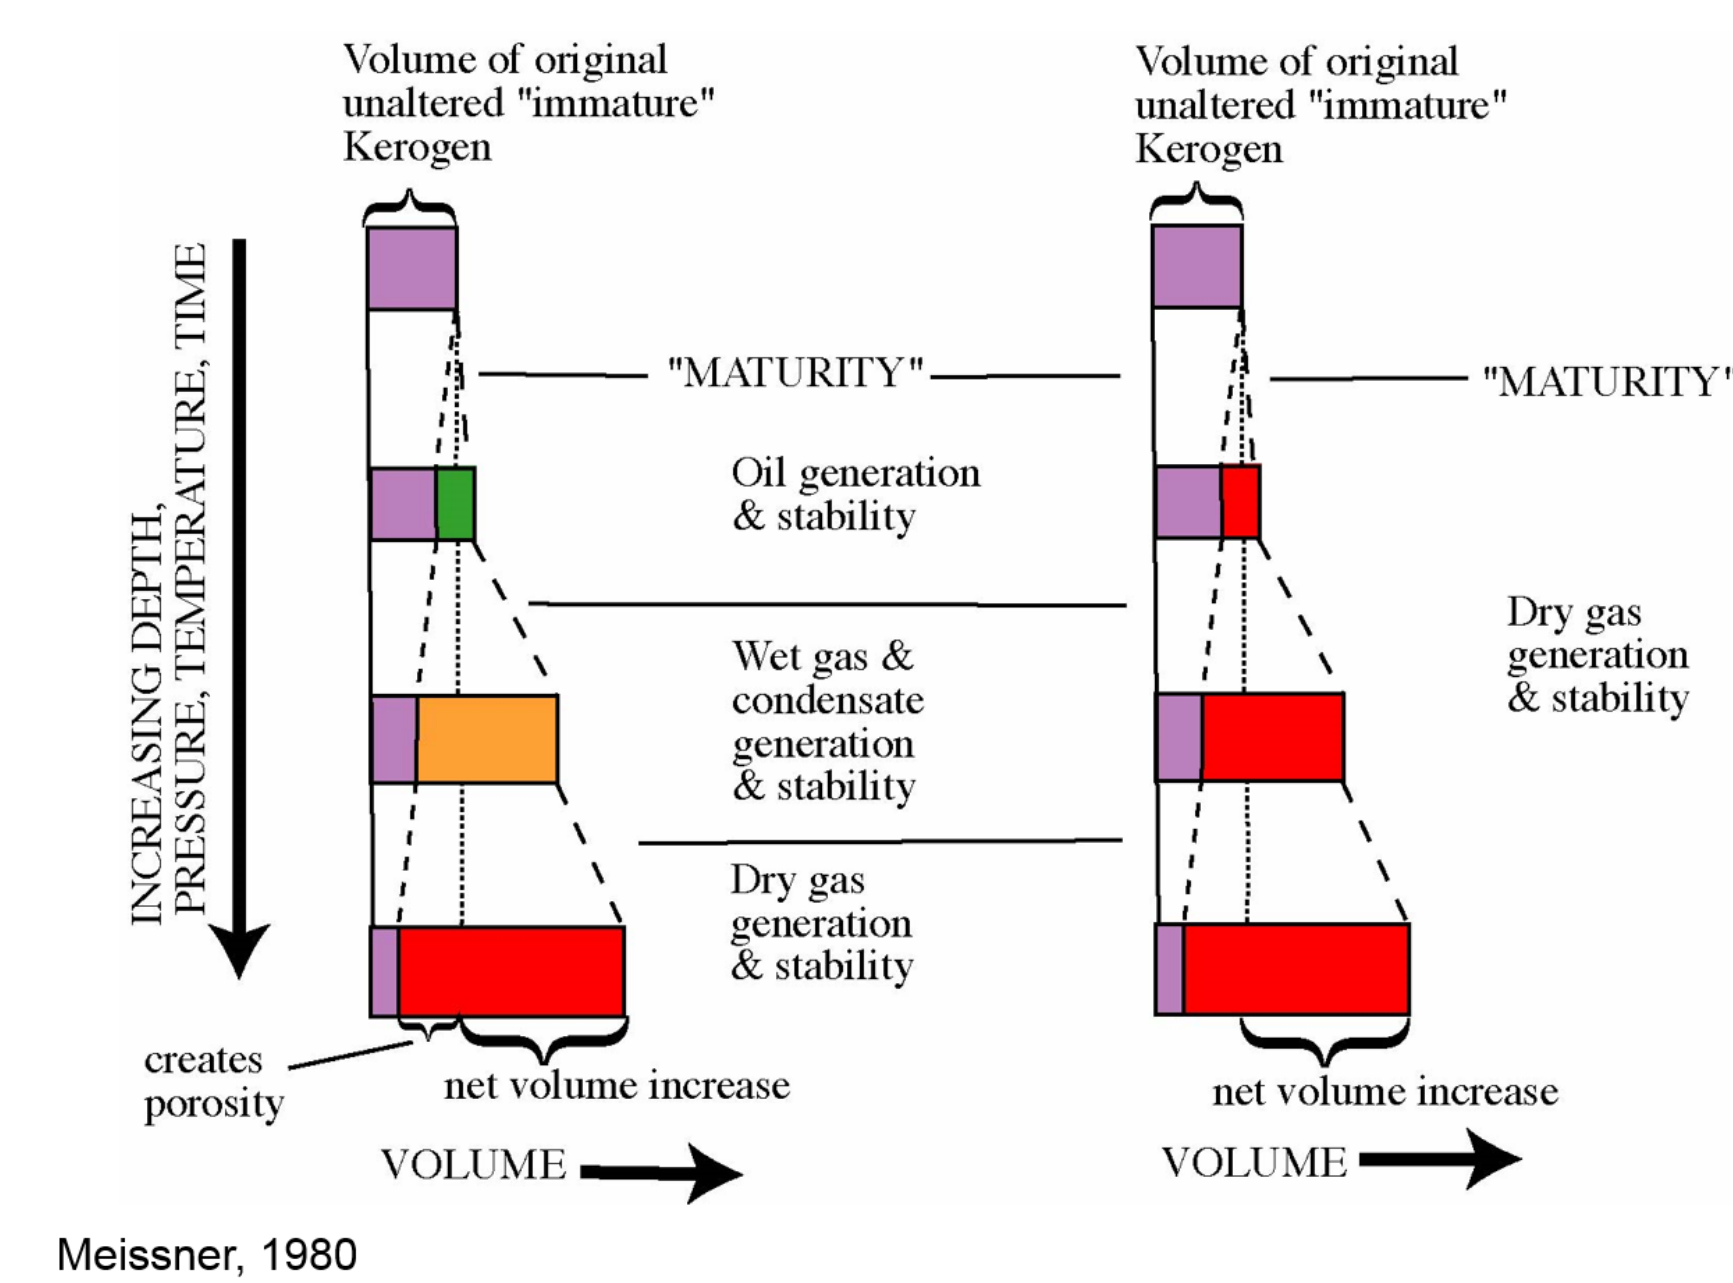 Volume of original
unaltered "immature"
Kerogen
Volume of original
unaltered "immature"
Kerogen
INCREASING DEPTH,
PRESSURE, TEMPERATURE, TIME
"MATURITY"
"MATURITY"
Oil generation
& stability
Wet gas &
condensate
generation
& stability
Dry gas
generation
& stability
Dry gas
generation
& stability
creates
porosity
net volume increase
net volume increase
VOLUME
VOLUME
Meissner, 1980